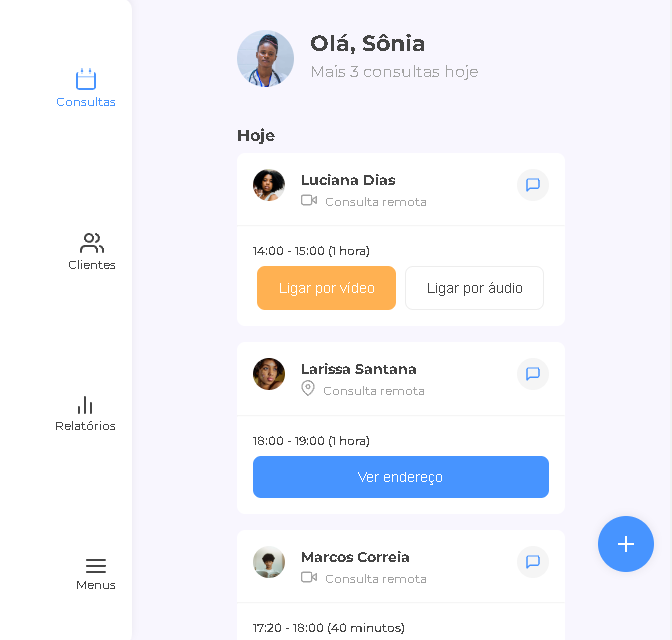 Consultas
Clientes
Relatórios
Menus
Olá, Sônia
Mais 3 consultas hoje
Hoje
Luciana Dias
Consulta remota
14:00 - 15:00 (1 hora)
Ligar por vídeo
Ligar por áudio
Larissa Santana
Consulta remota
18:00 - 19:00 (1 hora)
Ver endereço
Marcos Correia
Consulta remota
17:20 - 18:00 (40 minutos)